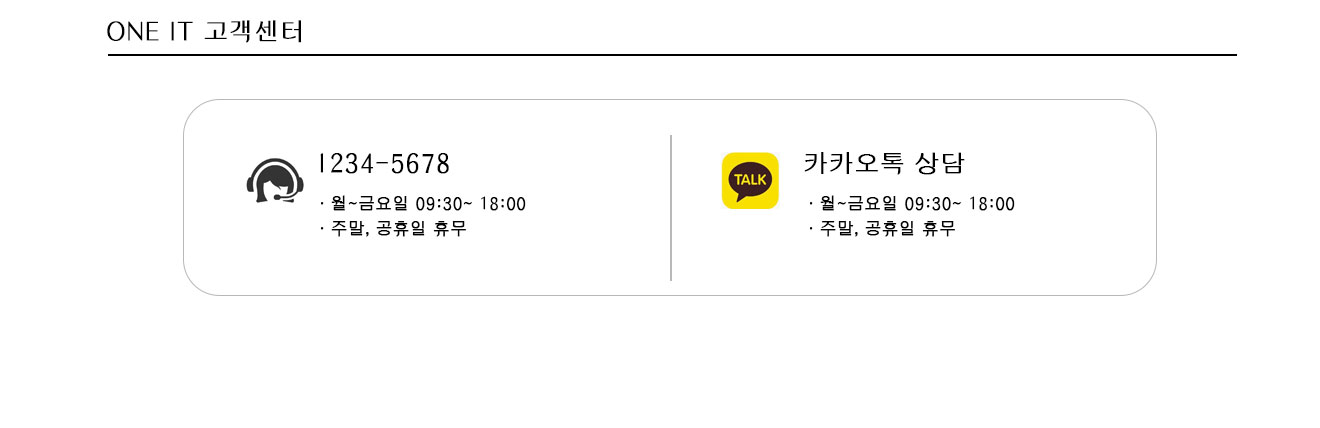 ONE IT 고객센터
1234-5678
· 월~금요일 09:30~ 18:00
· 주말, 공휴일 휴무
TALK
카카오톡 상담
· 월~금요일 09:30~ 18:00
· 주말, 공휴일 휴무